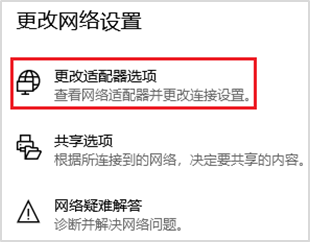 更改网络设置
更改适配器选项
查看网络适配器并更改连接设置。
共享选项
根据所连接到的网络，决定要共享的内容。
网络疑难解答
诊断并解决网络问题。